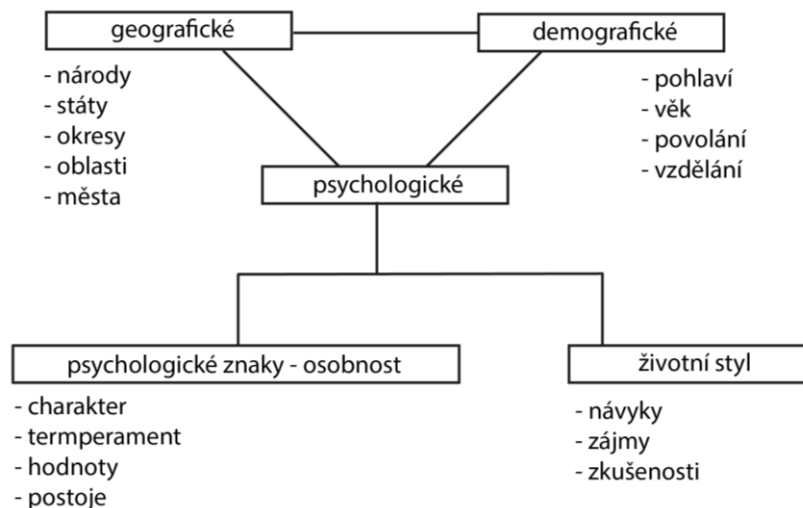 geografické
demografické
- národy
- státy
- okresy
- oblasti
- města
- pohlaví
- věk
- povolání
- vzdělání
psychologické
psychologické znaky - osobnost
životní styl
- charakter
- termperament
- hodnoty
- postoje
- návyky
- zájmy
- zkušenosti